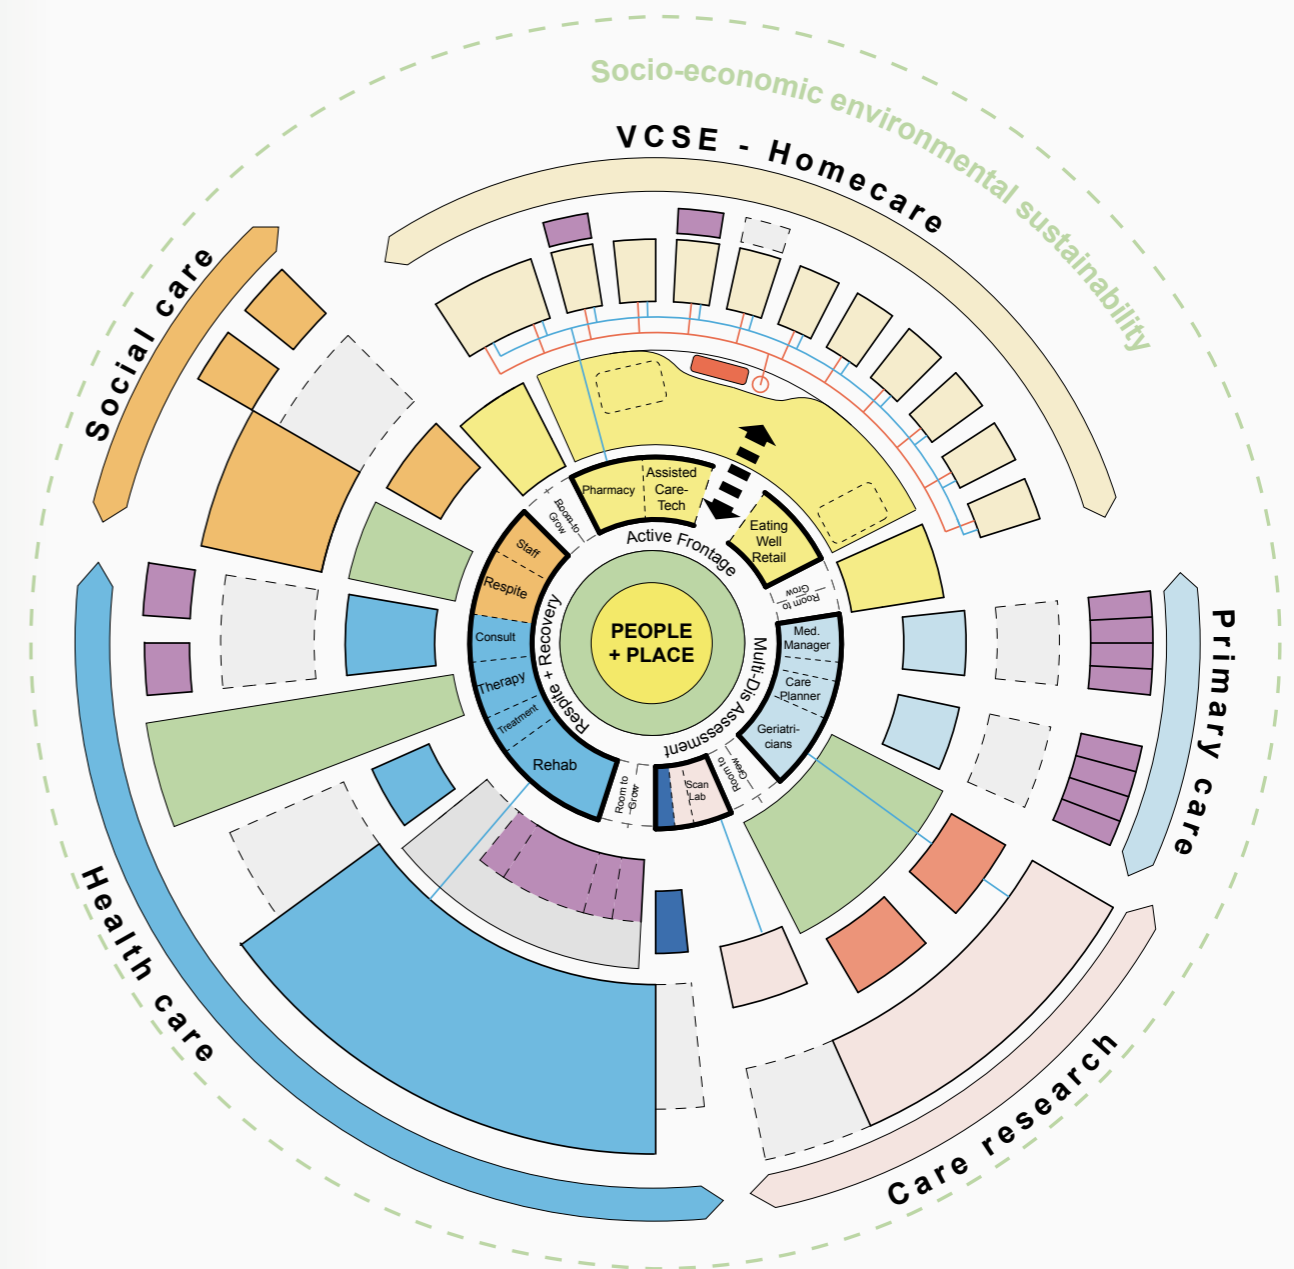 Socio-economic environmental sustainability
VCSE - Homecare
Social care
Primary care
Health care
Care research
PEOPLE
+ PLACE
Active Frontage
Multi-Dis Assessment
Respite + Recovery
Pharmacy
Assisted
Care-
Tech
Eating
Well
Retail
Room to
Grow
Med.
Manager
Care
Planner
Geriatri-
cians
Room to
Grow
Scan
Lab
Room to
Grow
Rehab
Treatment
Therapy
Consult
Respite
Staff
Room-to
Grow